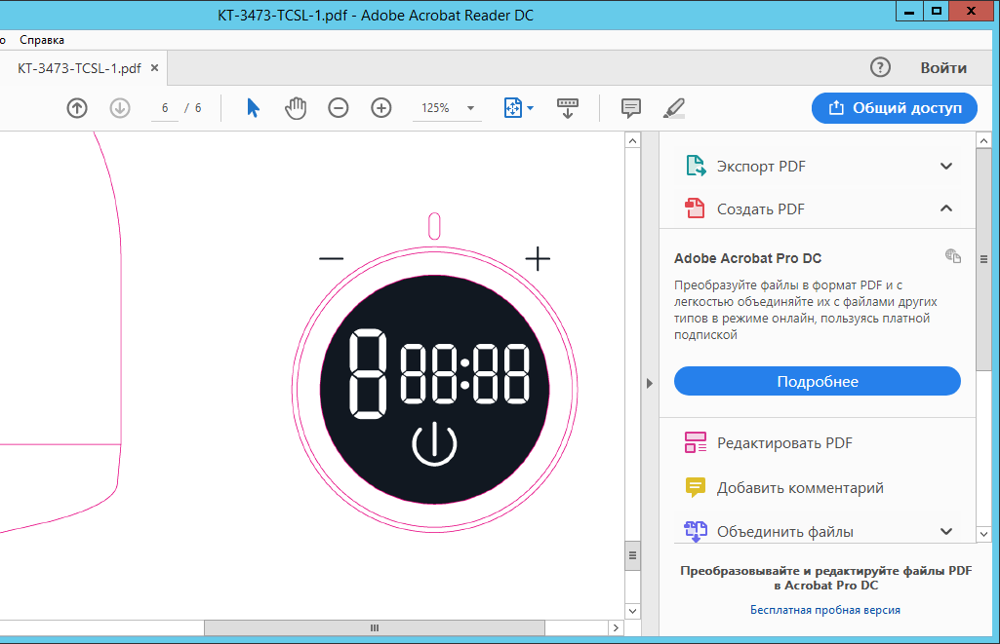 KT-3473-TCSL-1.pdf - Adobe Acrobat Reader DC
о Справка
KT-3473-TCSL-1.pdf ×
? Войти
6 / 6 125% Общий доступ
Экспорт PDF
Создать PDF
Adobe Acrobat Pro DC
Преобразуйте файлы в формат PDF и с
легкостью объединяйте их с файлами других
типов в режиме онлайн, пользуясь платной
подпиской
Подробнее
− +
8 88:88
Редактировать PDF
Добавить комментарий
Объединить файлы
Преобразовывайте и редактируйте файлы PDF
в Acrobat Pro DC
Бесплатная пробная версия